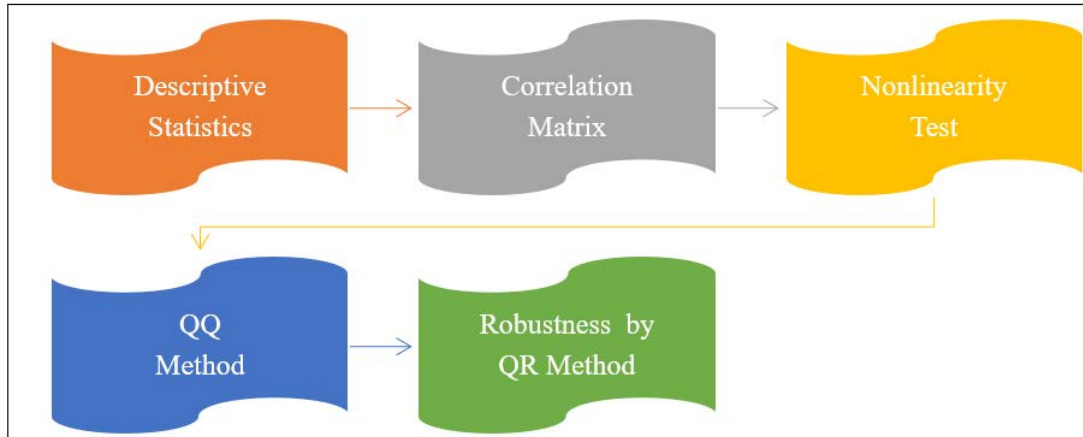 Descriptive
Statistics
Correlation
Matrix
Nonlinearity
Test
QQ
Method
Robustness by
QR Method